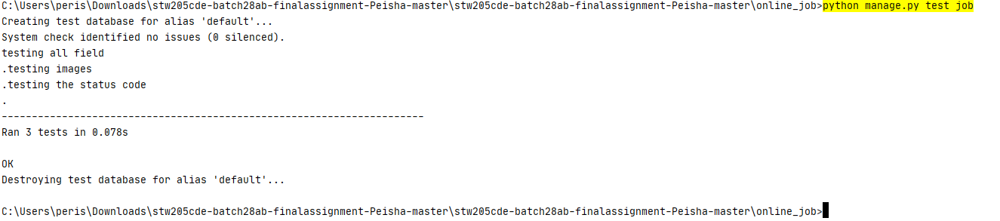 C:\Users\peris\Downloads\stw205cde-batch28ab-finalassignment-Peisha-master\stw205cde-batch28ab-finalassignment-Peisha-master\online_job>python manage.py test job
Creating test database for alias 'default'...
System check identified no issues (0 silenced).
testing all field
.testing images
.testing the status code
.
----------------------------------------------------------------------
Ran 3 tests in 0.078s
OK
Destroying test database for alias 'default'...
C:\Users\peris\Downloads\stw205cde-batch28ab-finalassignment-Peisha-master\stw205cde-batch28ab-finalassignment-Peisha-master\online_job>